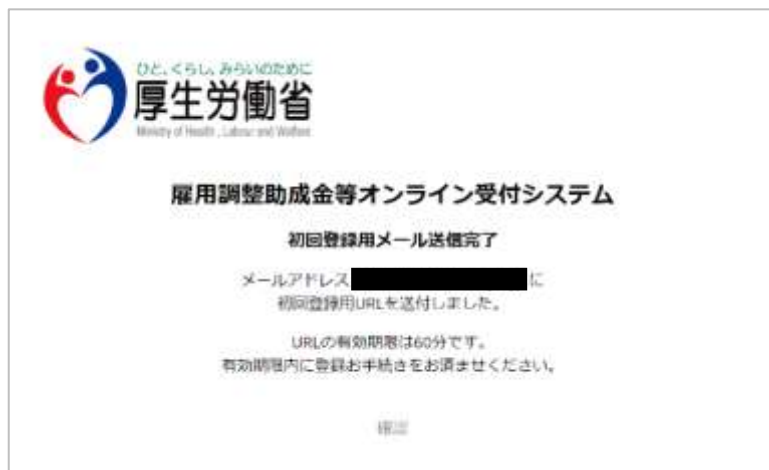 ひと、くらし、みらいのために
厚生労働省
Ministry of Health, Labour and Welfare
雇用調整助成金等オンライン受付システム
初回登録用メール送信完了
メールアドレス に
初回登録用URLを送付しました。
URLの有効期限は60分です。
有効期限内に登録お手続きをお済ませください。
確認